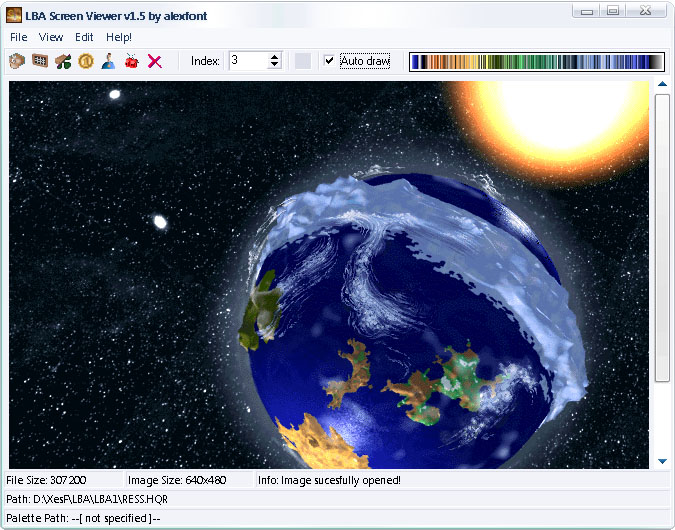 LBA Screen Viewer v1.5 by alexfont
File View Edit Help!
Index: 3 Auto draw
File Size: 307200 Image Size: 640x480 Info: Image sucesfully opened!
Path: D:\XesF\LBA\LBA1\RESS.HQR
Palette Path: --[ not specified ]--